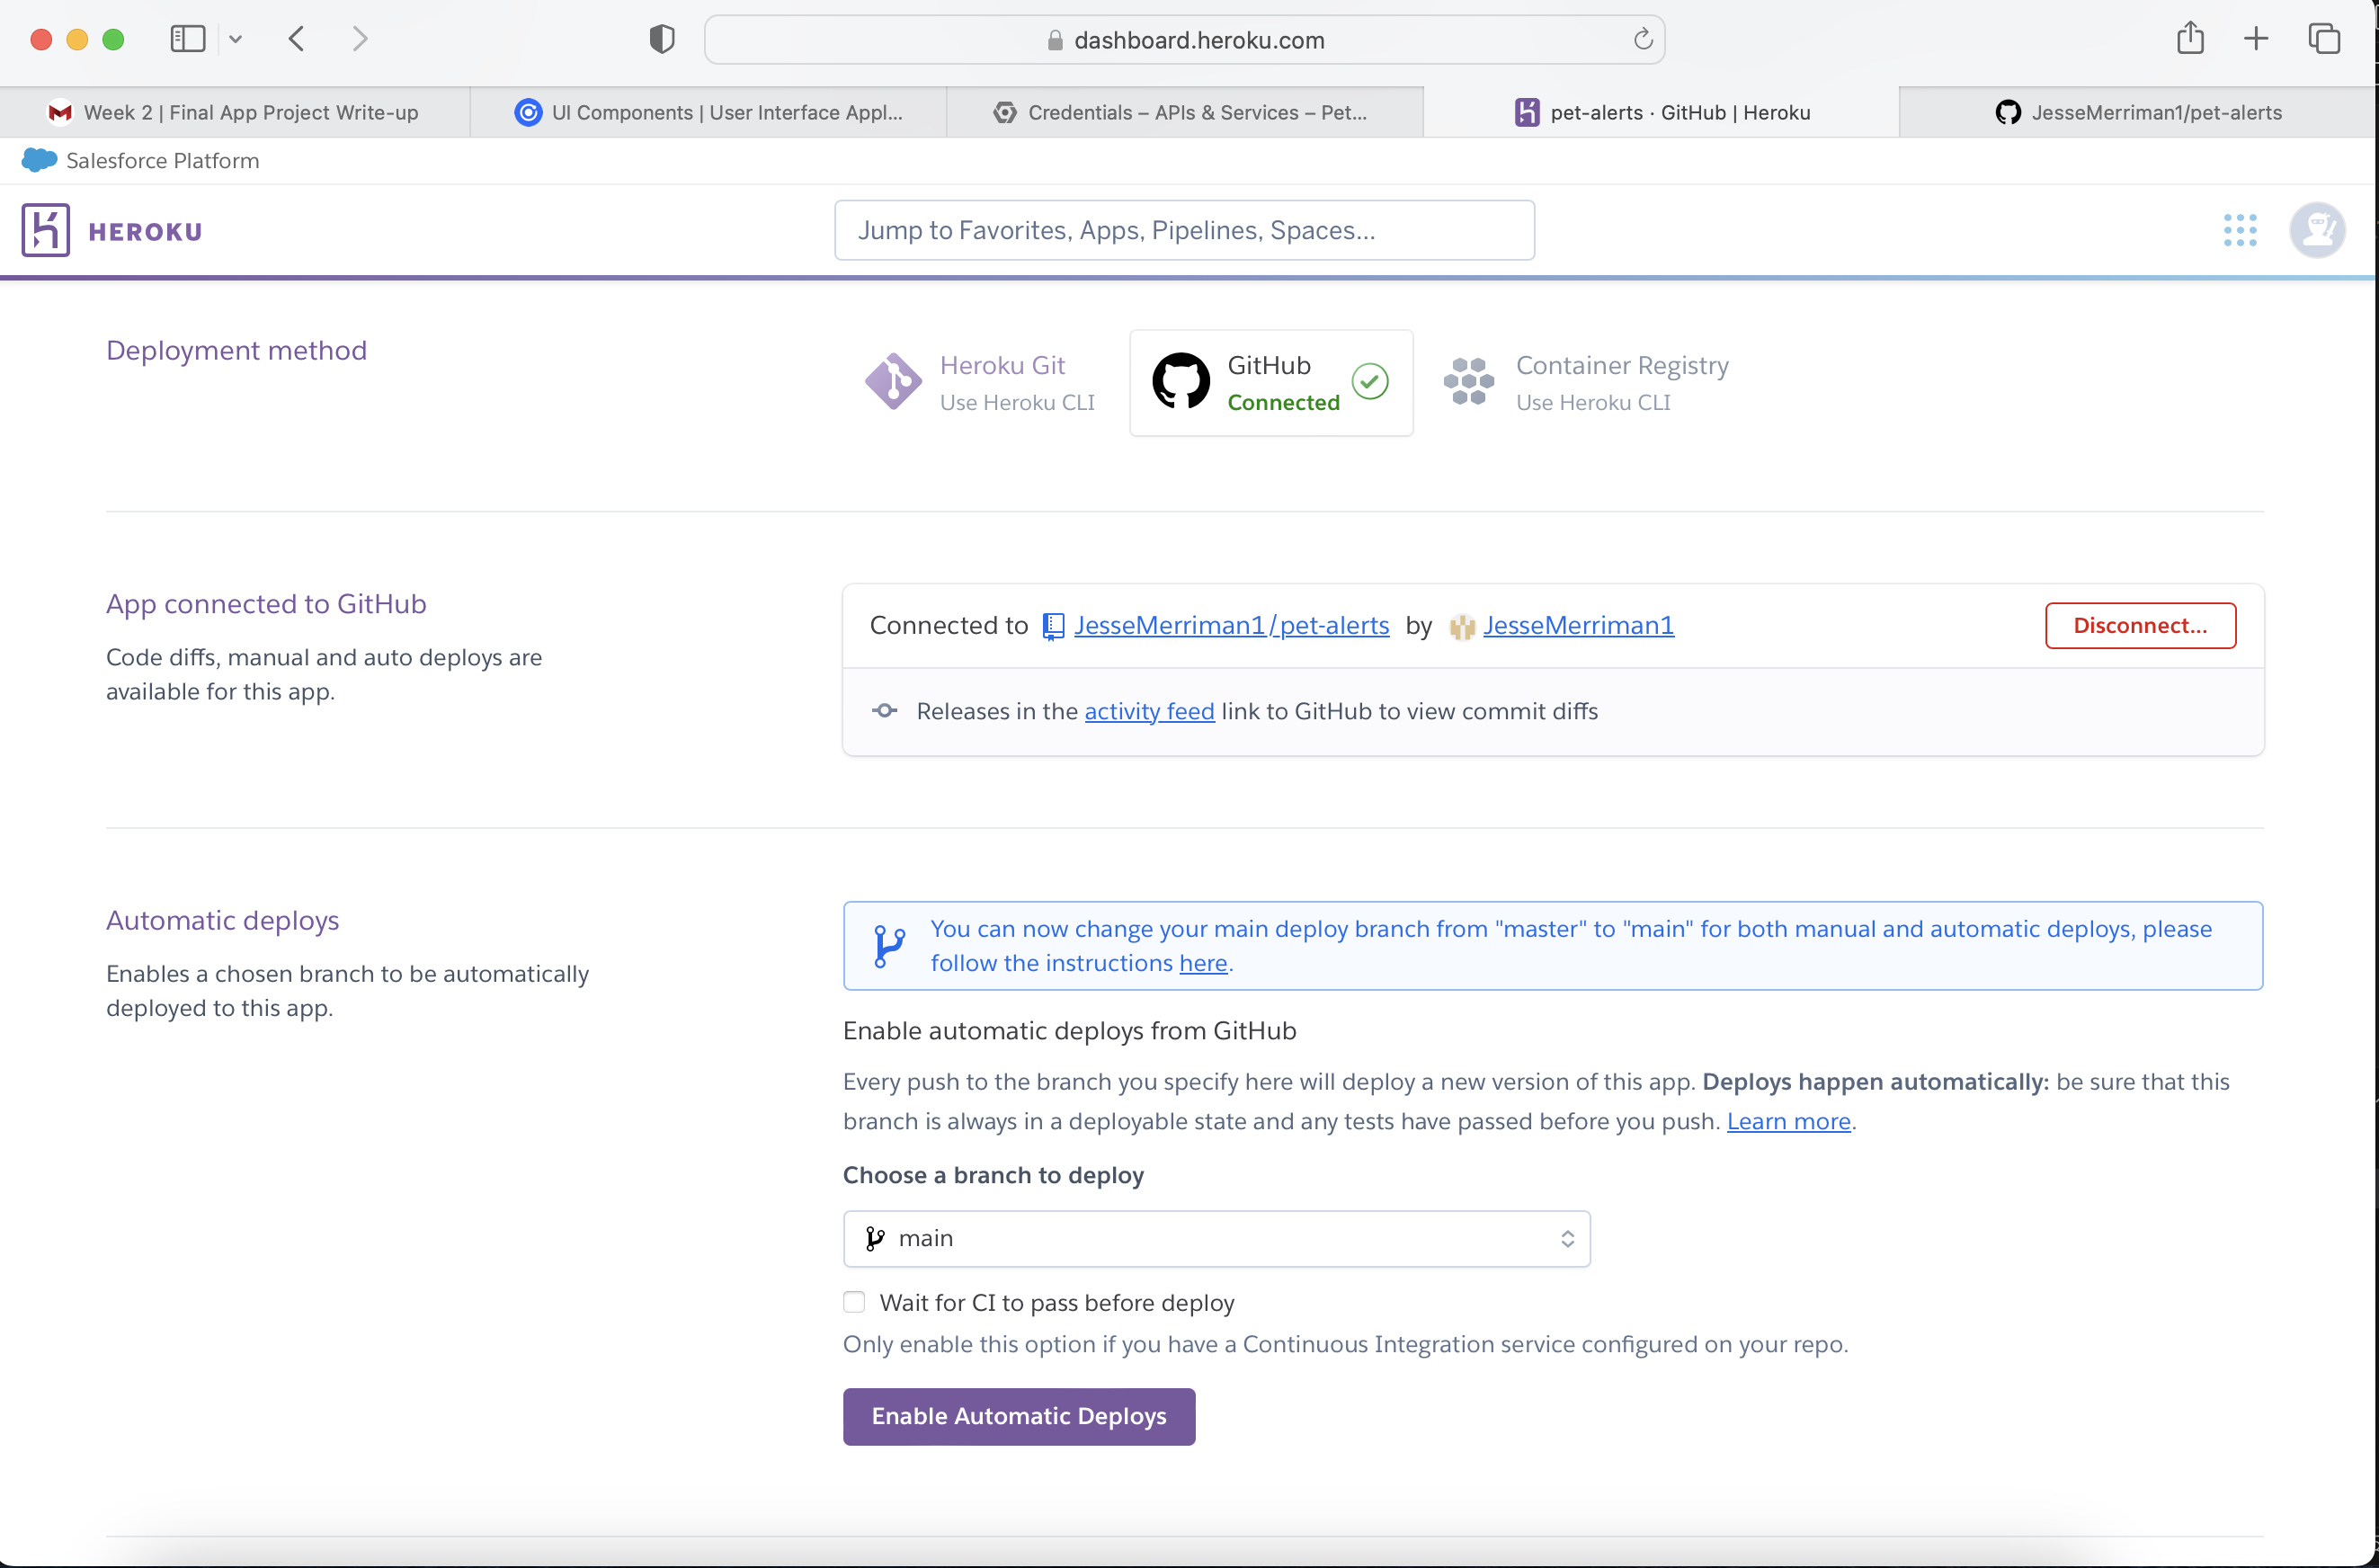 dashboard.heroku.com
Week 2 | Final App Project Write-up
UI Components | User Interface Appl...
Credentials – APIs & Services – Pet...
pet-alerts · GitHub | Heroku
JesseMerriman1/pet-alerts
Salesforce Platform
HEROKU
Jump to Favorites, Apps, Pipelines, Spaces...
Deployment method
Heroku Git
Use Heroku CLI
GitHub
Connected
Container Registry
Use Heroku CLI
App connected to GitHub
Code diffs, manual and auto deploys are
available for this app.
Connected to JesseMerriman1/pet-alerts by JesseMerriman1
Disconnect...
Releases in the activity feed link to GitHub to view commit diffs
Automatic deploys
Enables a chosen branch to be automatically
deployed to this app.
You can now change your main deploy branch from "master" to "main" for both manual and automatic deploys, please
follow the instructions here.
Enable automatic deploys from GitHub
Every push to the branch you specify here will deploy a new version of this app. Deploys happen automatically: be sure that this
branch is always in a deployable state and any tests have passed before you push. Learn more.
Choose a branch to deploy
main
Wait for CI to pass before deploy
Only enable this option if you have a Continuous Integration service configured on your repo.
Enable Automatic Deploys